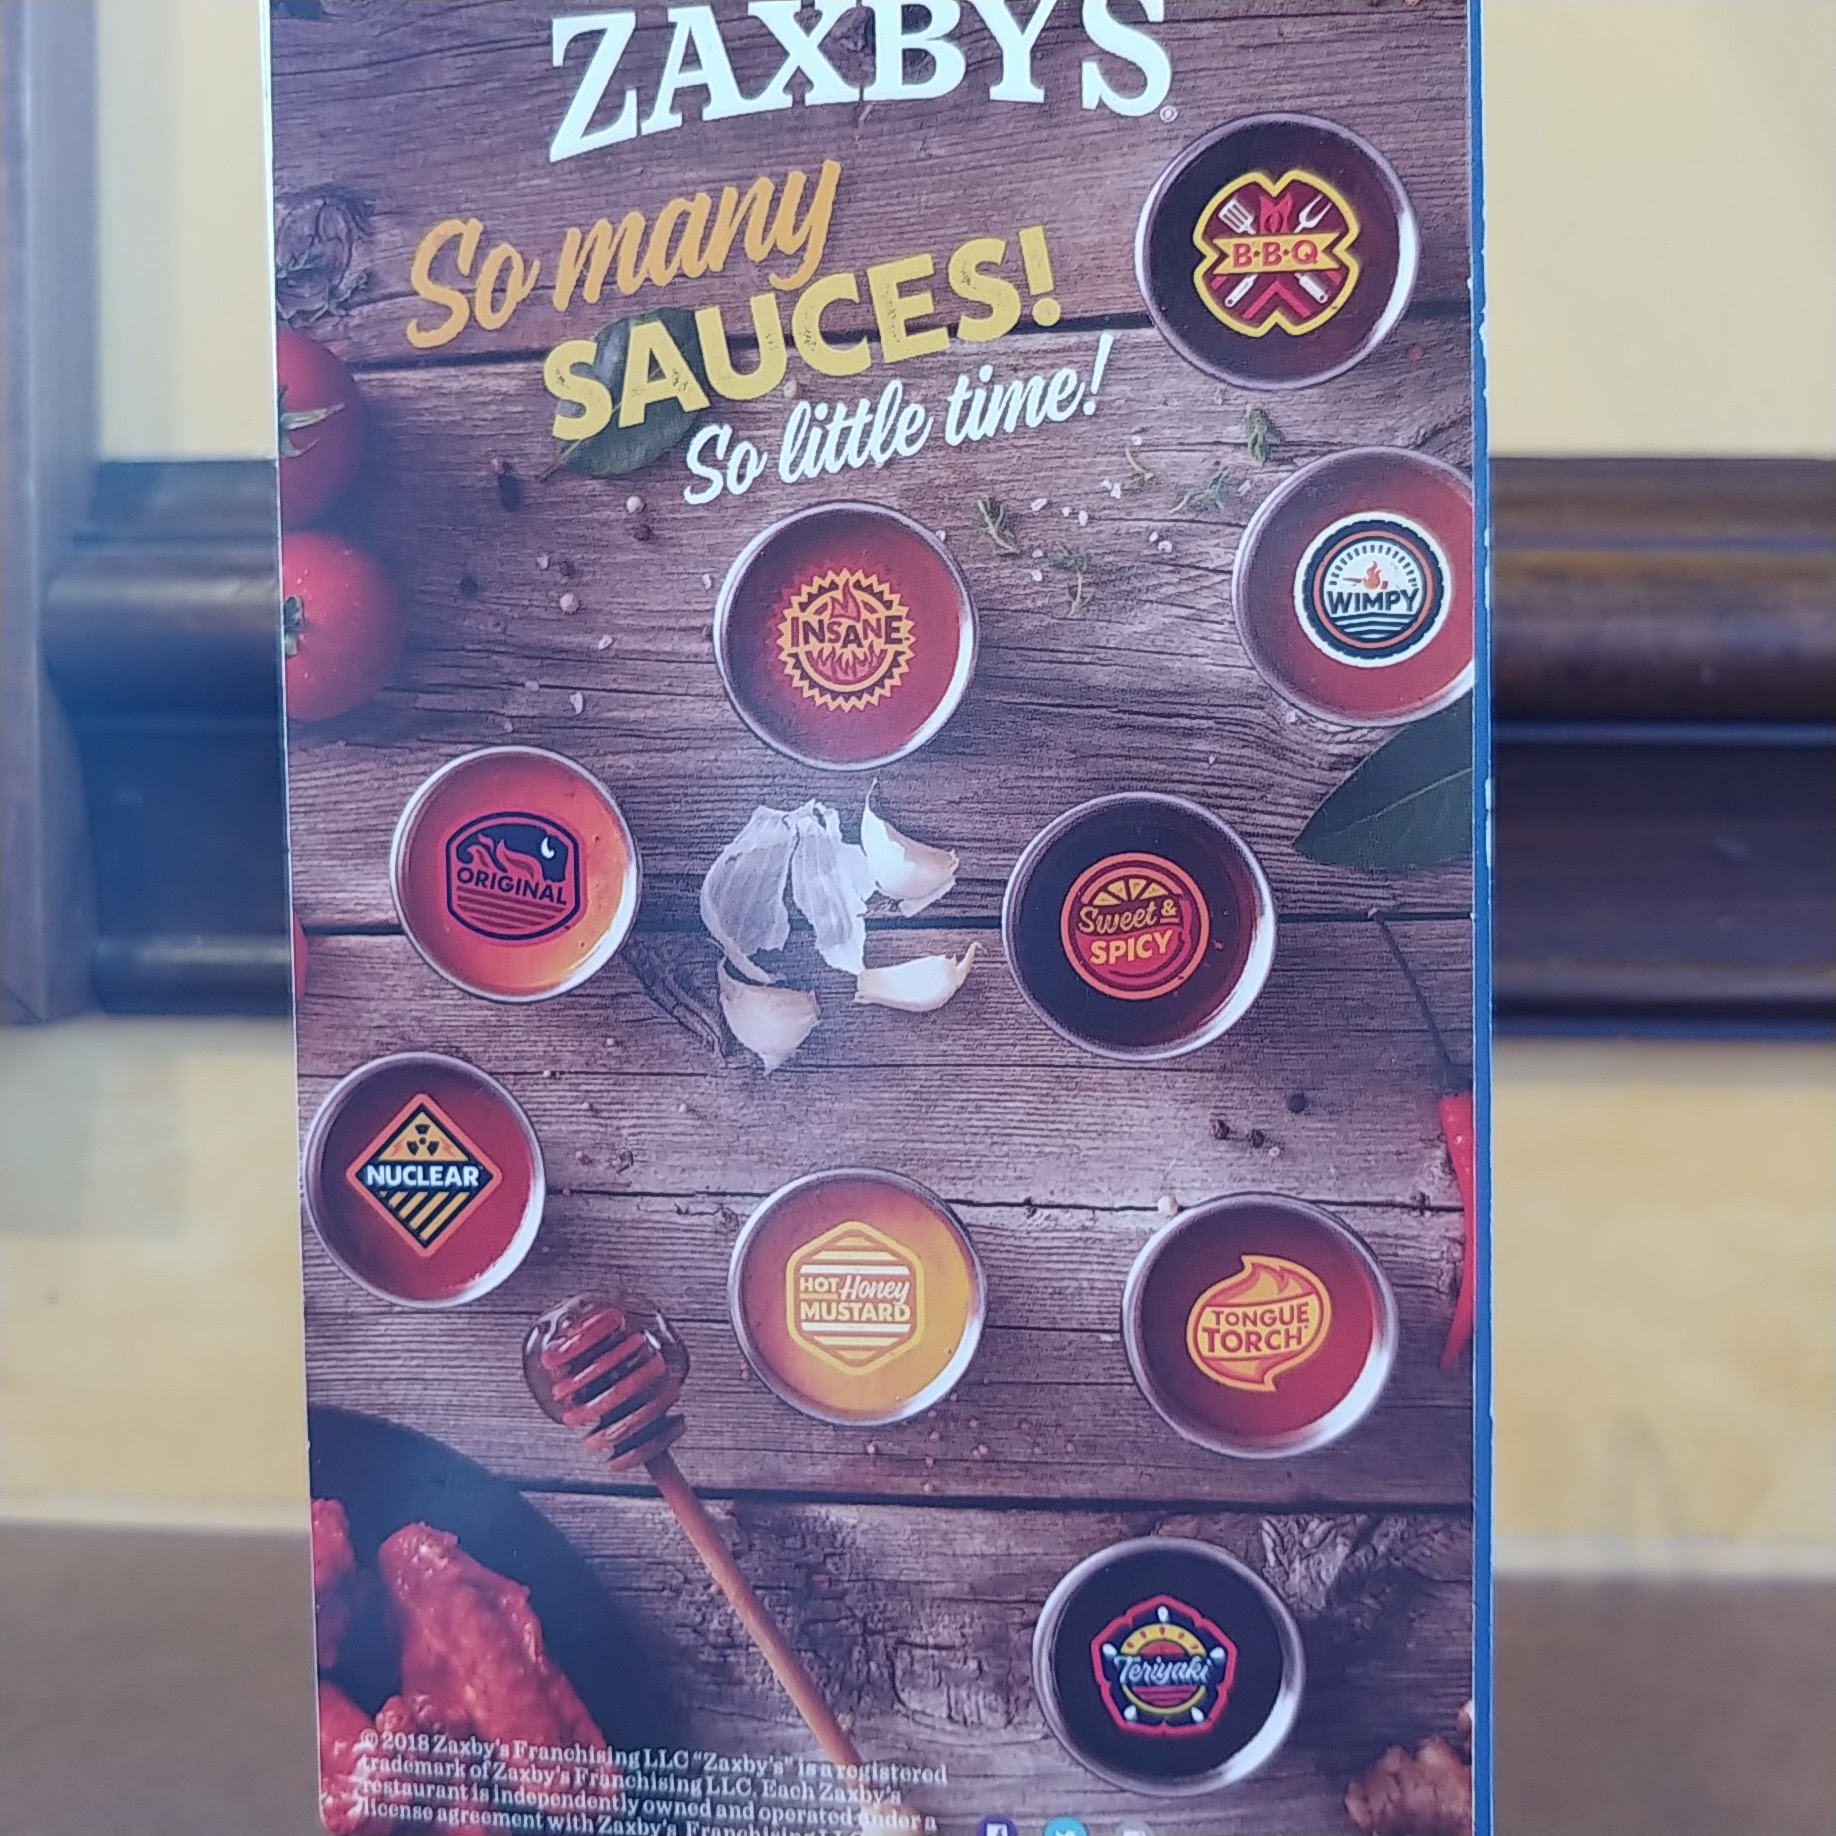 ZAXBYS®
So many
SAUCES!
So little time!
B•B•Q
WIMPY
INSANE
ORIGINAL
Sweet &
SPICY
NUCLEAR
HOT Honey
MUSTARD
TONGUE
TORCH
Teriyaki
© 2018 Zaxby's Franchising LLC "Zaxby's" is a registered
trademark of Zaxby's Franchising LLC. Each Zaxby's
restaurant is independently owned and operated under a
license agreement with Zaxby's Franchising LLC